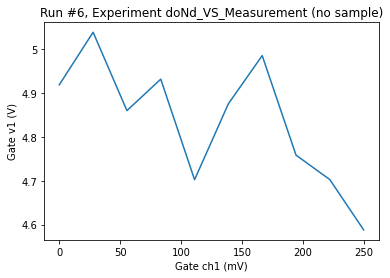 Run #6, Experiment doNd_VS_Measurement (no sample)
5
4.9
4.8
4.7
4.6
Gate v1 (V)
0 50 100 150 200 250
Gate ch1 (mV)